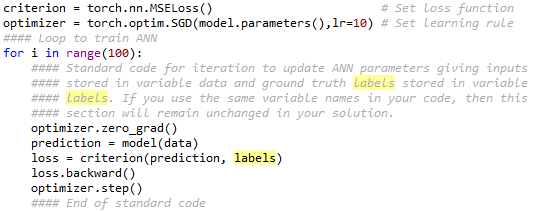 criterion = torch.nn.MSELoss() # Set loss function
optimizer = torch.optim.SGD(model.parameters(),lr=10) # Set learning rule
#### Loop to train ANN
for i in range(100):
    #### Standard code for iteration to update ANN parameters giving inputs
    #### stored in variable data and ground truth labels stored in variable
    #### labels. If you use the same variable names in your code, then this
    #### section will remain unchanged in your solution.
    optimizer.zero_grad()
    prediction = model(data)
    loss = criterion(prediction, labels)
    loss.backward()
    optimizer.step()
    #### End of standard code